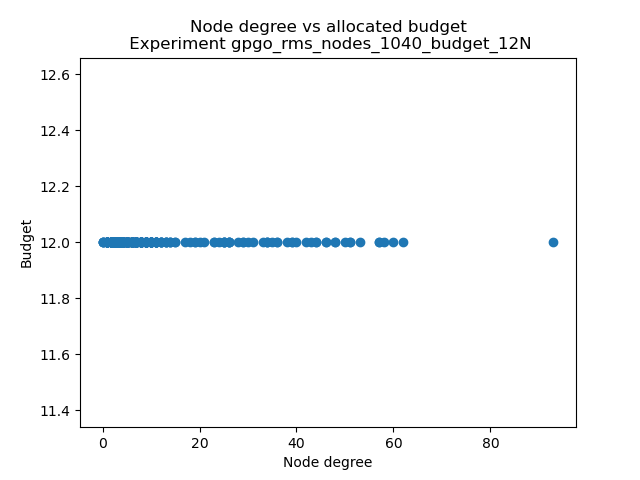 Node degree vs allocated budget
Experiment gpgo_rms_nodes_1040_budget_12N
12.6
12.4
12.2
12.0
11.8
11.6
11.4
Budget
0 20 40 60 80
Node degree